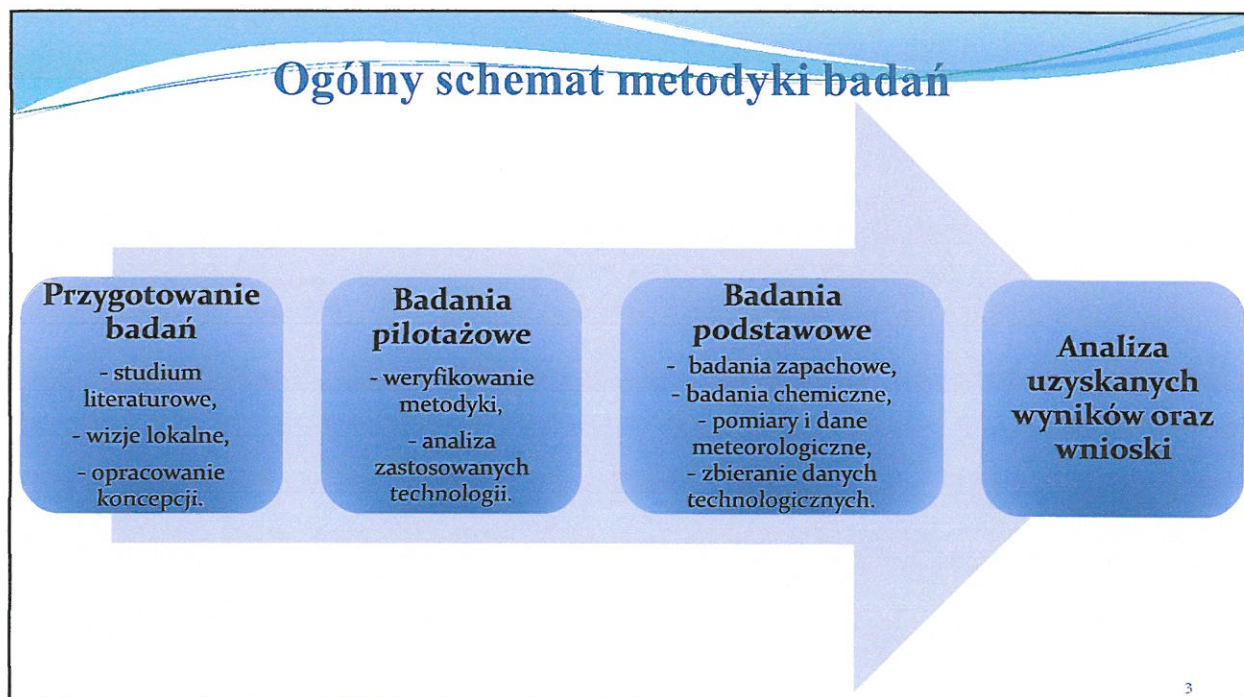 Ogólny schemat metodyki badań
Przygotowanie
badań
- studium
literaturowe,
- wizje lokalne,
- opracowanie
koncepcji.
Badania
pilotażowe
- weryfikowanie
metodyki,
- analiza
zastosowanych
technologii.
Badania
podstawowe
- badania zapachowe,
- badania chemiczne,
- pomiary i dane
meteorologiczne,
- zbieranie danych
technologicznych.
Analiza
uzyskanych
wyników oraz
wnioski
3